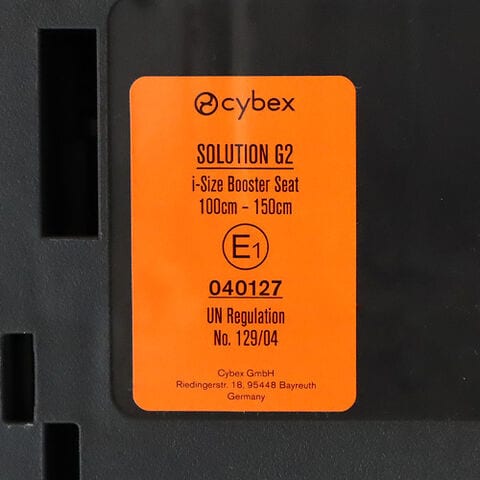 cybex
SOLUTION G2
i-Size Booster Seat
100cm – 150cm
E1
040127
UN Regulation
No. 129/04
Cybex GmbH
Riedingerstr. 18, 95448 Bayreuth
Germany